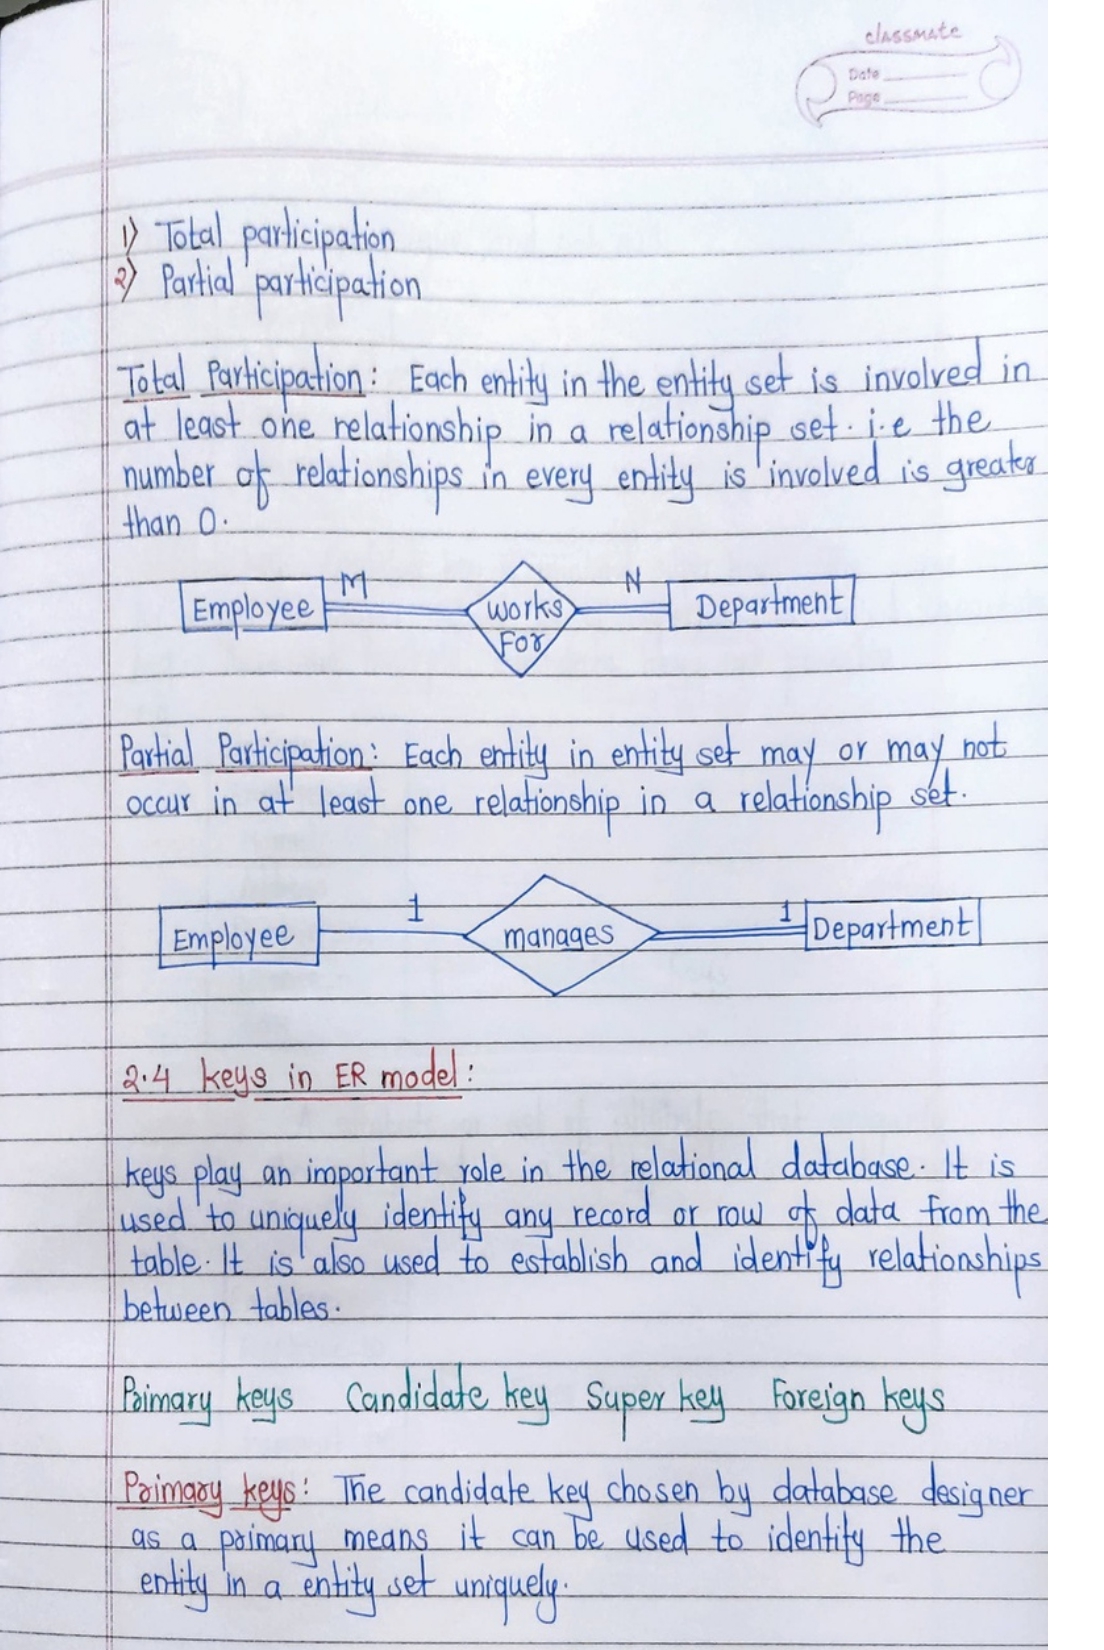 classmate
Date
Page
1) Total participation
2) Partial participation
Total Participation: Each entity in the entity set is involved in
at least one relationship in a relationship set. i.e the
number of relationships in every entity is involved is greater
than 0.
Employee M works N Department
For
Partial Participation: Each entity in entity set may or may not
occur in at least one relationship in a relationship set.
Employee 1 manages 1 Department
2.4 keys in ER model:
keys play an important role in the relational database. It is
used to uniquely identify any record or row of data from the
table. It is also used to establish and identify relationships
between tables.
Primary keys Candidate key Super key Foreign keys
Primary keys: The candidate key chosen by database designer
as a primary means it can be used to identify the
entity in a entity set uniquely.